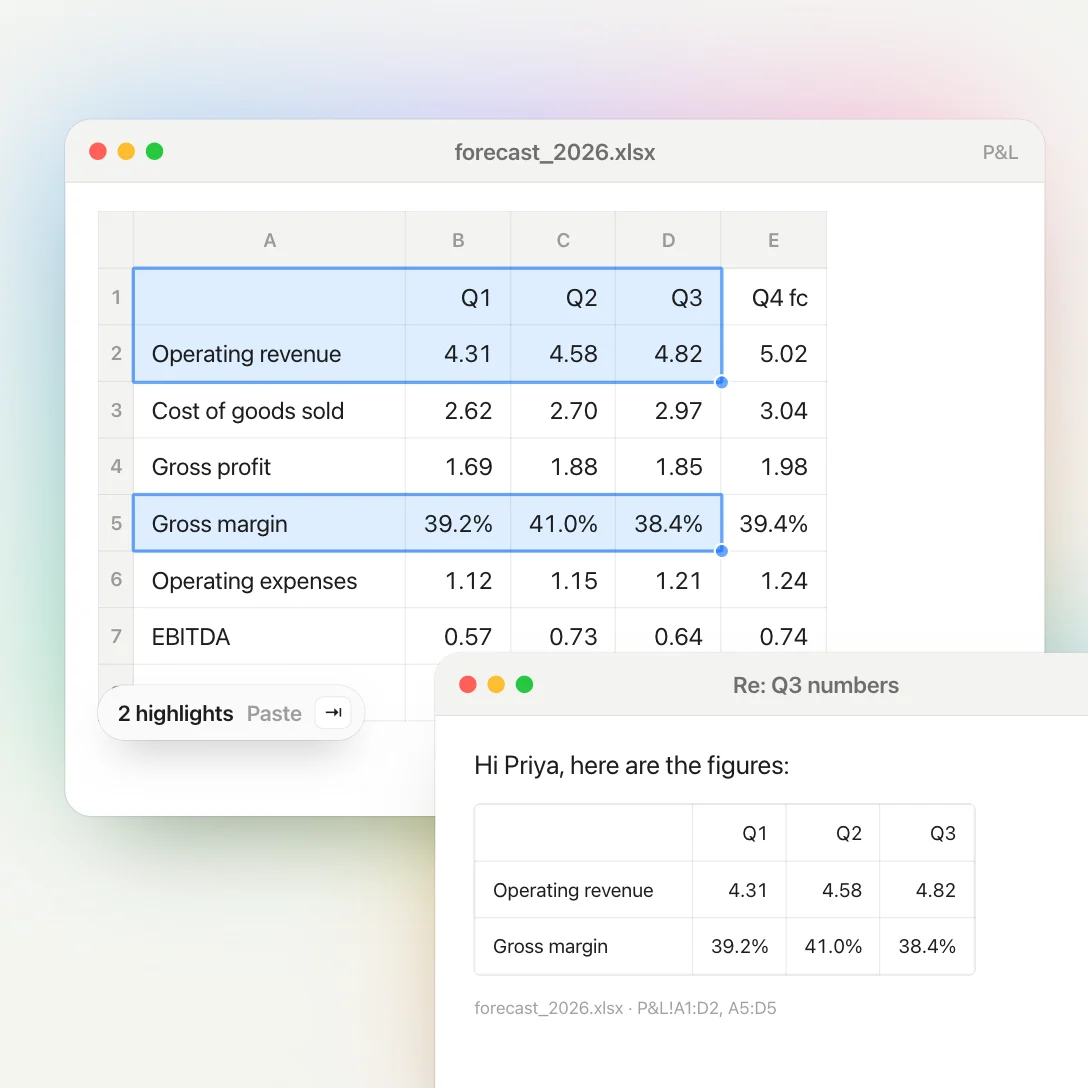 forecast_2026.xlsx P&L
A B C D E
1 Q1 Q2 Q3 Q4 fc
2 Operating revenue 4.31 4.58 4.82 5.02
3 Cost of goods sold 2.62 2.70 2.97 3.04
4 Gross profit 1.69 1.88 1.85 1.98
5 Gross margin 39.2% 41.0% 38.4% 39.4%
6 Operating expenses 1.12 1.15 1.21 1.24
7 EBITDA 0.57 0.73 0.64 0.74
2 highlights Paste
Re: Q3 numbers
Hi Priya, here are the figures:
Q1 Q2 Q3
Operating revenue 4.31 4.58 4.82
Gross margin 39.2% 41.0% 38.4%
forecast_2026.xlsx · P&L!A1:D2, A5:D5